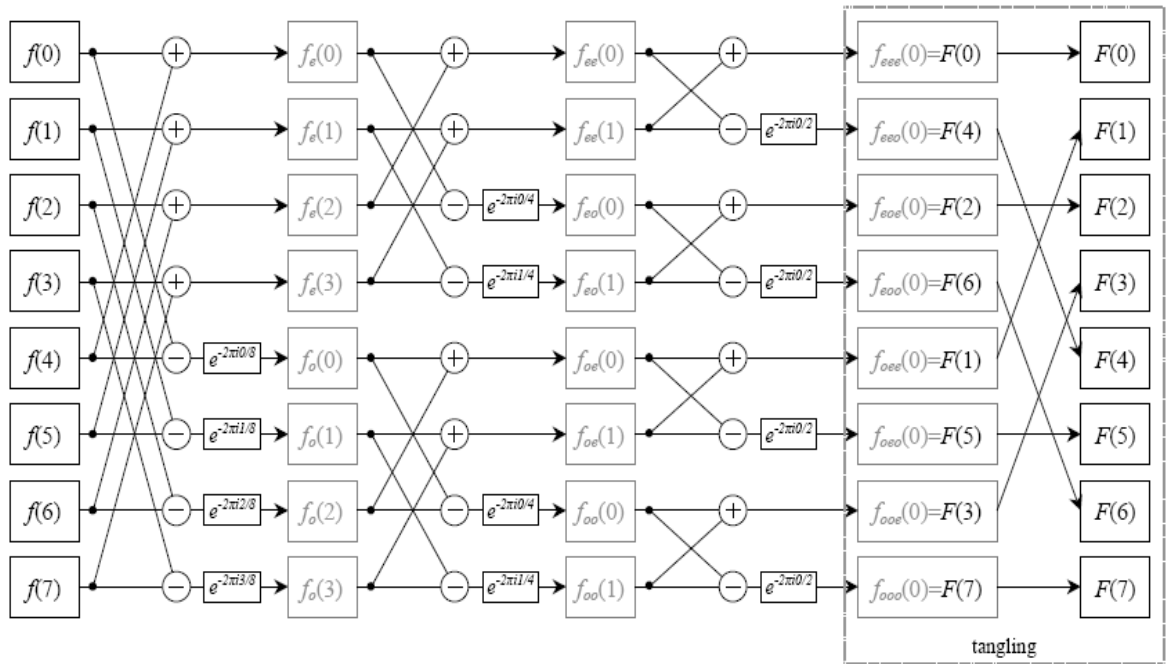 f(0) + f_e(0) + f_ee(0) + f_eee(0)=F(0) F(0)
f(1) + f_e(1) + f_ee(1) − e^-2πi0/2 f_eeo(0)=F(4) F(1)
f(2) + f_e(2) − e^-2πi0/4 f_eo(0) + f_eoe(0)=F(2) F(2)
f(3) + f_e(3) − e^-2πi1/4 f_eo(1) − e^-2πi0/2 f_eoo(0)=F(6) F(3)
f(4) − e^-2πi0/8 f_o(0) + f_oe(0) + f_oee(0)=F(1) F(4)
f(5) − e^-2πi1/8 f_o(1) + f_oe(1) − e^-2πi0/2 f_oeo(0)=F(5) F(5)
f(6) − e^-2πi2/8 f_o(2) − e^-2πi0/4 f_oo(0) + f_ooe(0)=F(3) F(6)
f(7) − e^-2πi3/8 f_o(3) − e^-2πi1/4 f_oo(1) − e^-2πi0/2 f_ooo(0)=F(7) F(7)
tangling